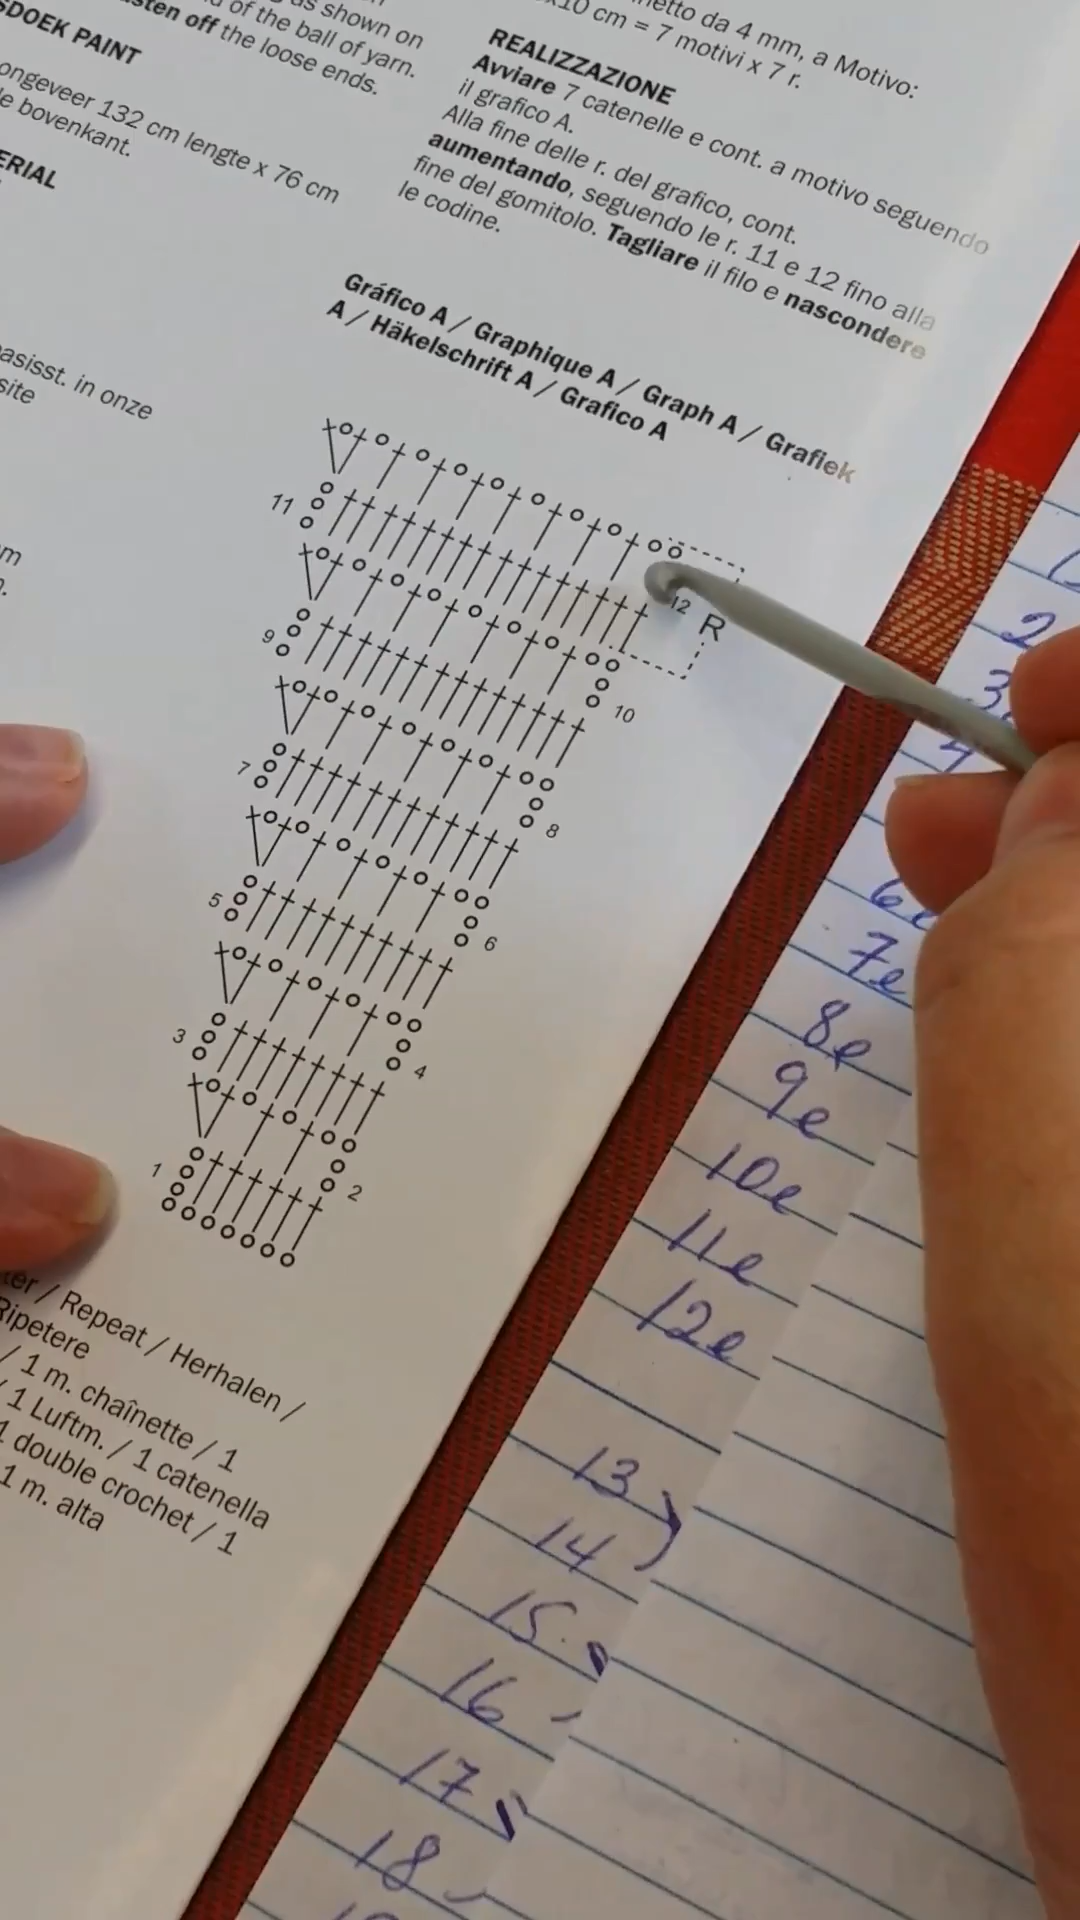 as shown on
of the ball of yarn.
sten off the loose ends.
SDOEK PAINT
ongeveer 132 cm lengte x 76 cm
le bovenkant.
ERIAL
asisst. in onze
site
netto da 4 mm, a Motivo:
x10 cm = 7 motivi x 7 r.
REALIZZAZIONE
Avviare 7 catenelle e cont. a motivo seguendo
il grafico A.
Alla fine delle r. del grafico, cont.
aumentando, seguendo le r. 11 e 12 fino alla
fine del gomitolo. Tagliare il filo e nascondere
le codine.
Gráfico A / Graphique A / Graph A / Grafiek
A / Häkelschrift A / Grafico A
11
12
R
9
10
7
8
5
6
3
4
1
2
ter / Repeat / Herhalen /
Ripetere
/ 1 m. chaînette / 1
/ 1 Luftm. / 1 catenella
1 double crochet / 1
1 m. alta
2
3
4
6e
7e
8e
9e
10e
11e
12e
13
14
15
16
17
18